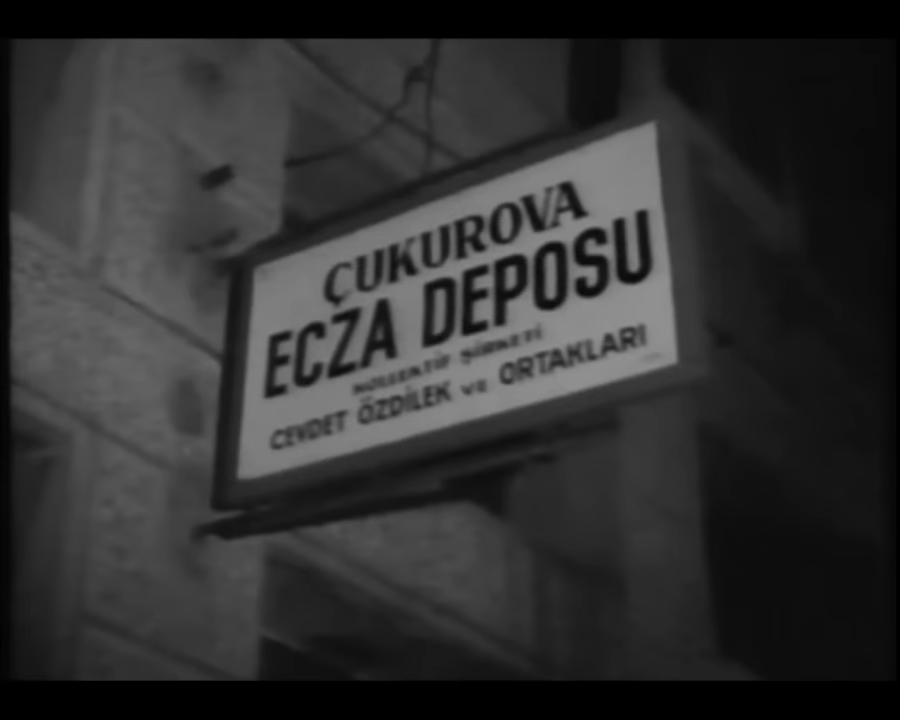 ÇUKUROVA
ECZA DEPOSU
KOLLEKTİF ŞİRKETİ
CEVDET ÖZDİLEK ve ORTAKLARI